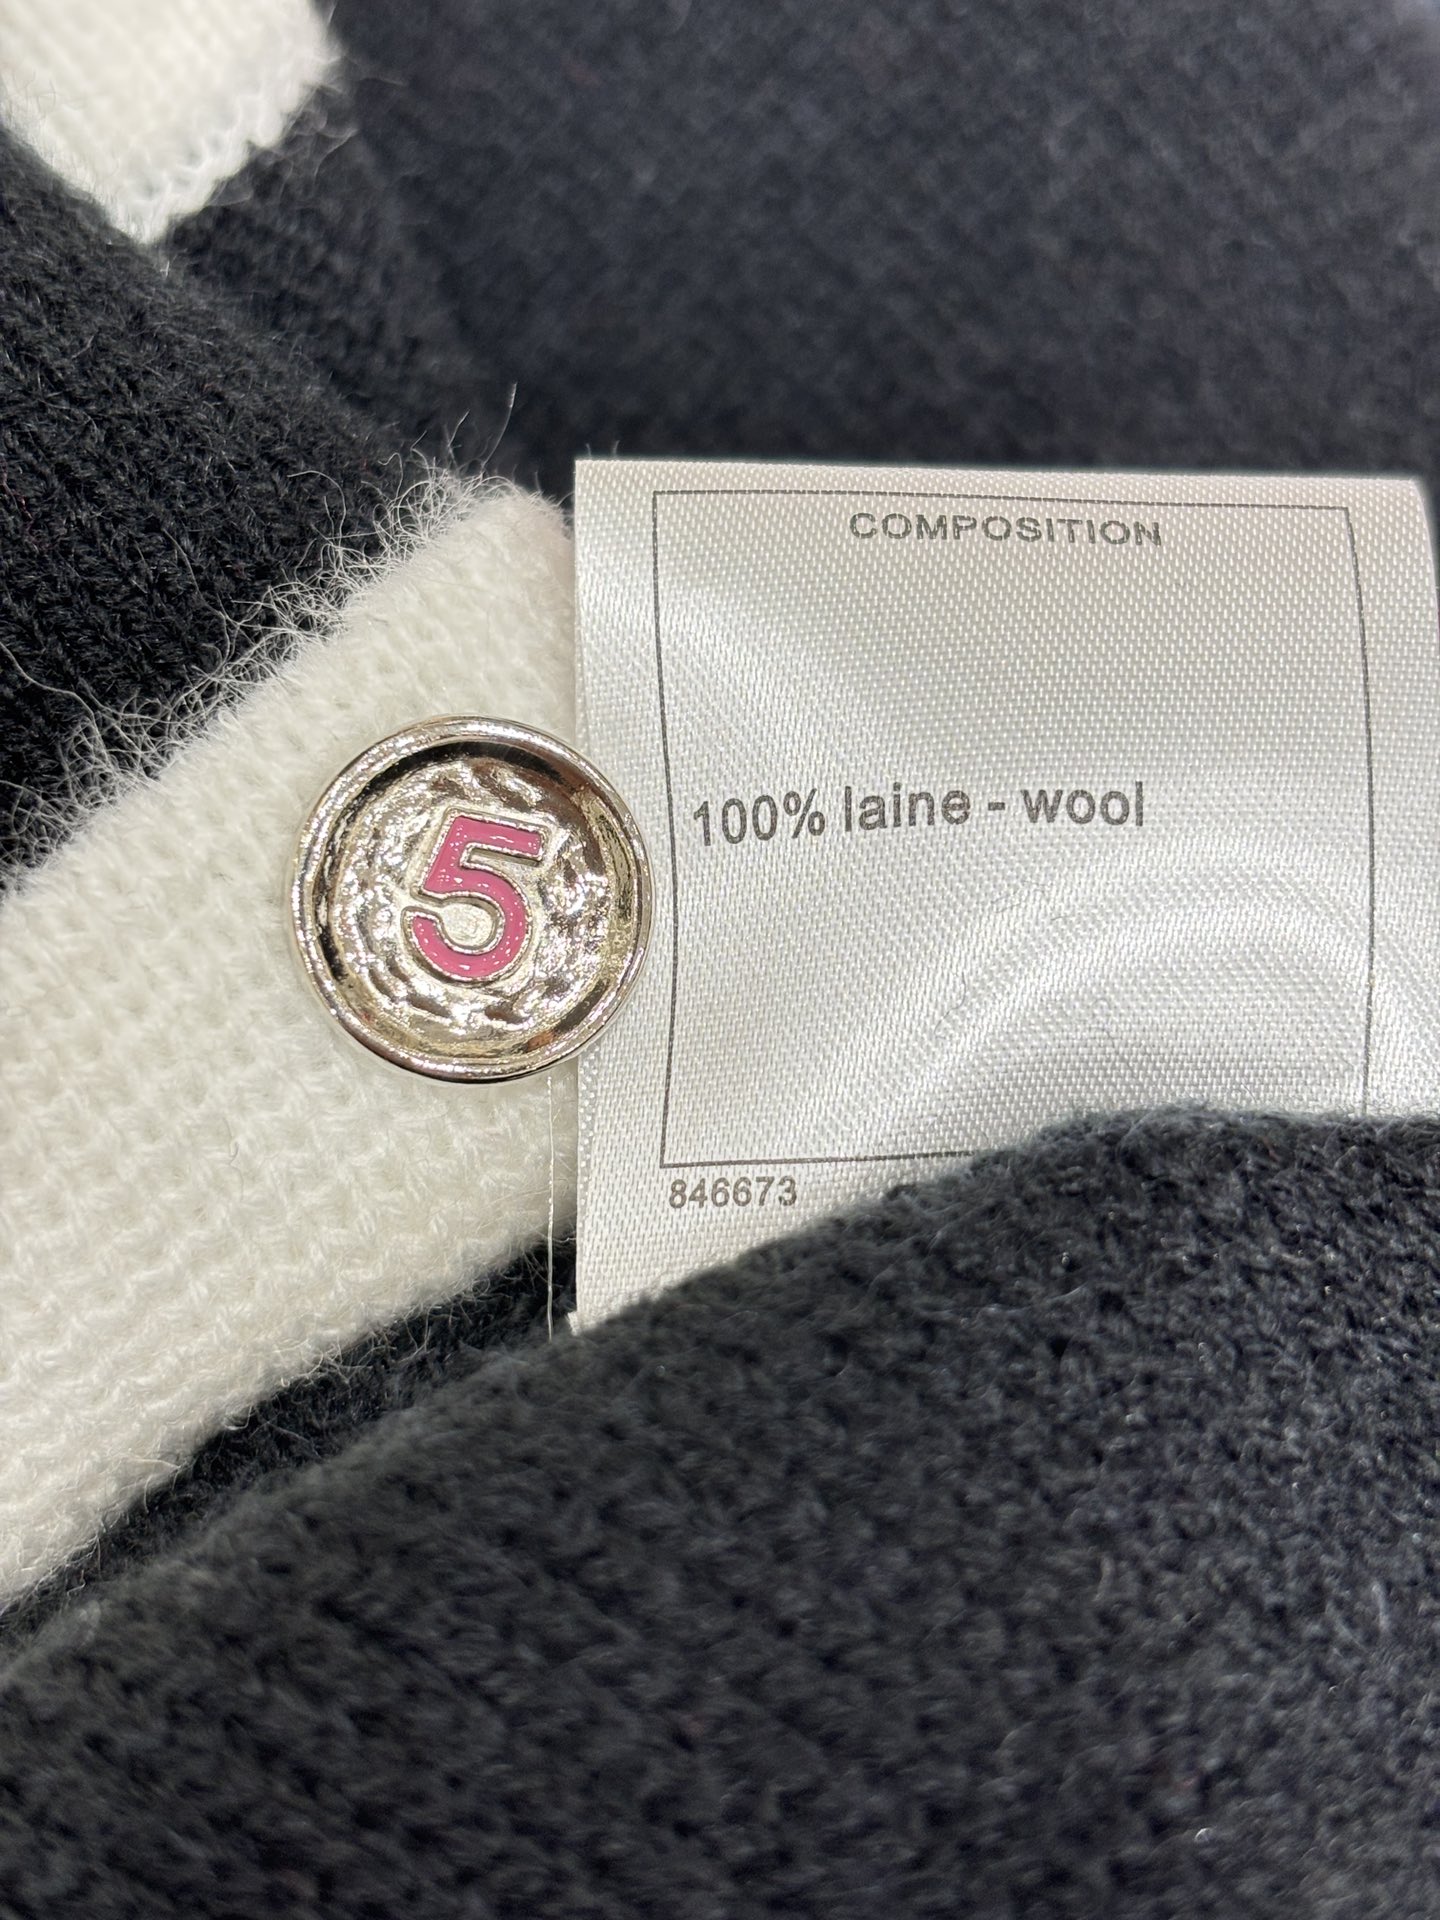 COMPOSITION
100% laine - wool
5
846673